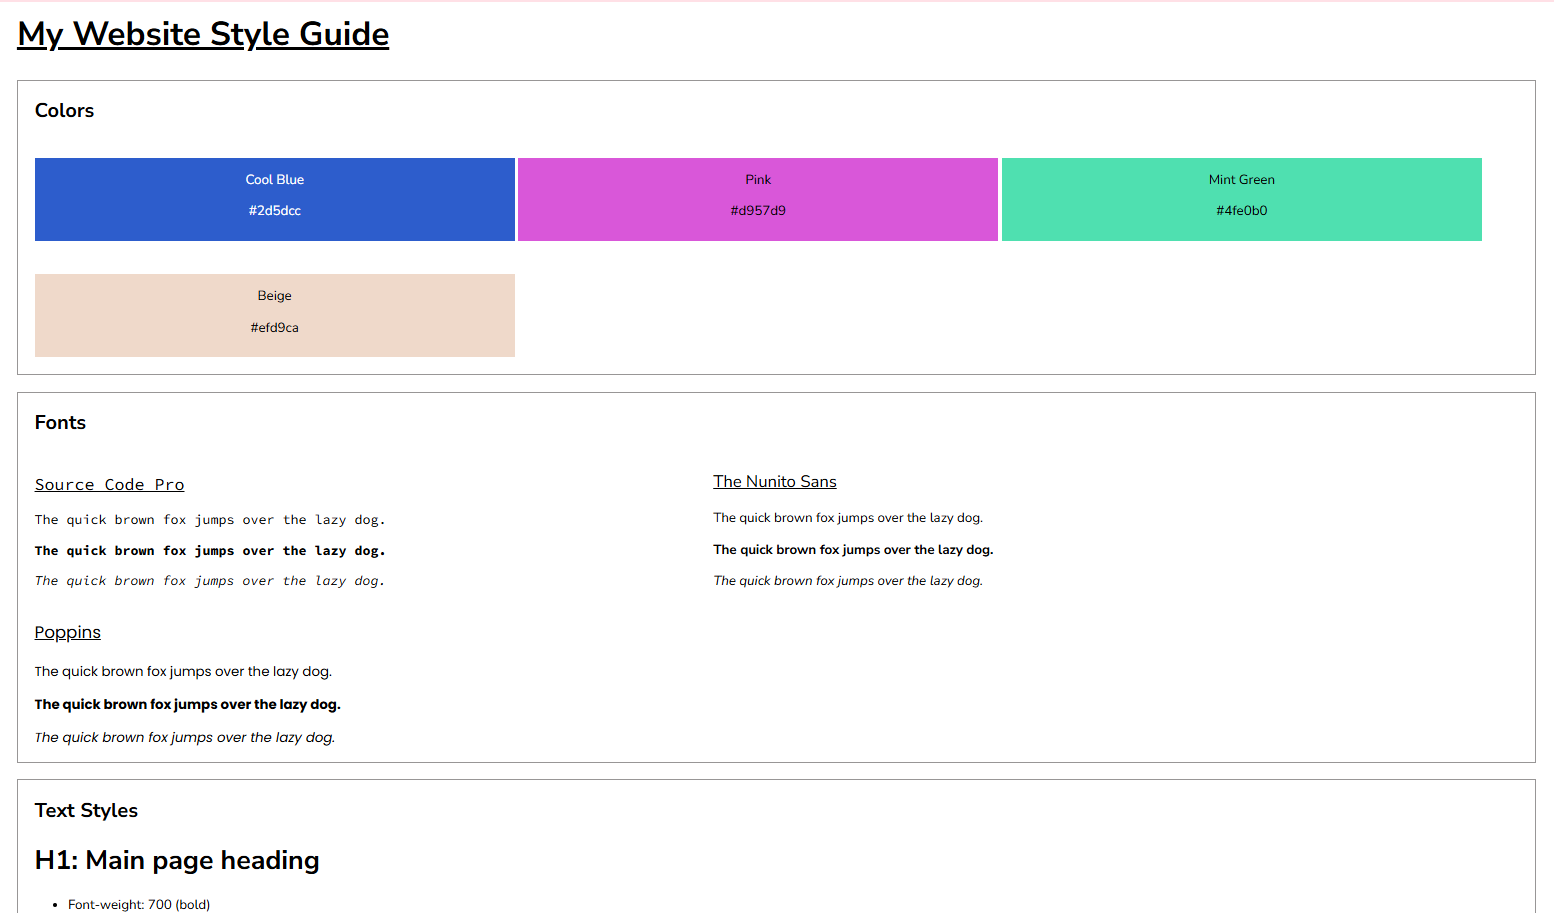 My Website Style Guide
Colors
Cool Blue
#2d5dcc
Pink
#d957d9
Mint Green
#4fe0b0
Beige
#efd9ca
Fonts
Source Code Pro
The quick brown fox jumps over the lazy dog.
The quick brown fox jumps over the lazy dog.
The quick brown fox jumps over the lazy dog.
The Nunito Sans
The quick brown fox jumps over the lazy dog.
The quick brown fox jumps over the lazy dog.
The quick brown fox jumps over the lazy dog.
Poppins
The quick brown fox jumps over the lazy dog.
The quick brown fox jumps over the lazy dog.
The quick brown fox jumps over the lazy dog.
Text Styles
H1: Main page heading
• Font-weight: 700 (bold)